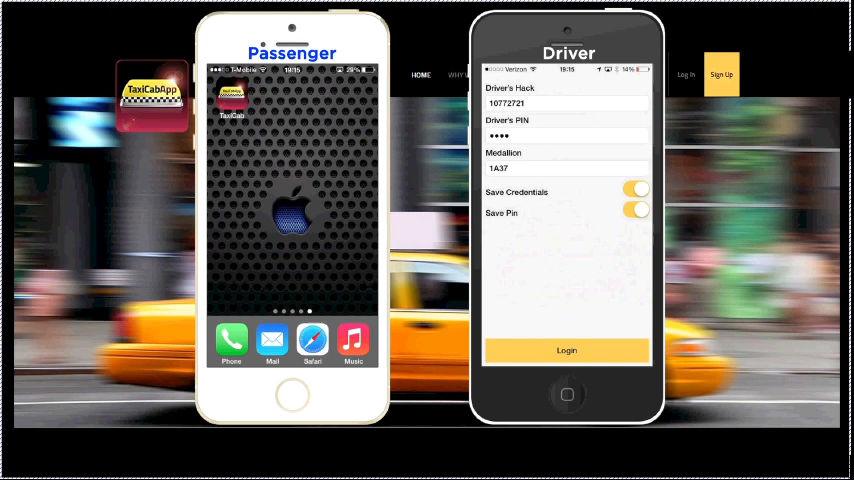 Passenger
Driver
T-Mobile 19:15 29%
Verizon 19:15 14%
TaxiCabApp
HOME
WHY
Log In
Sign Up
TaxiCab
Driver's Hack
10772721
Driver's PIN
Medallion
1A37
Save Credentials
Save Pin
Phone
Mail
Safari
Music
Login